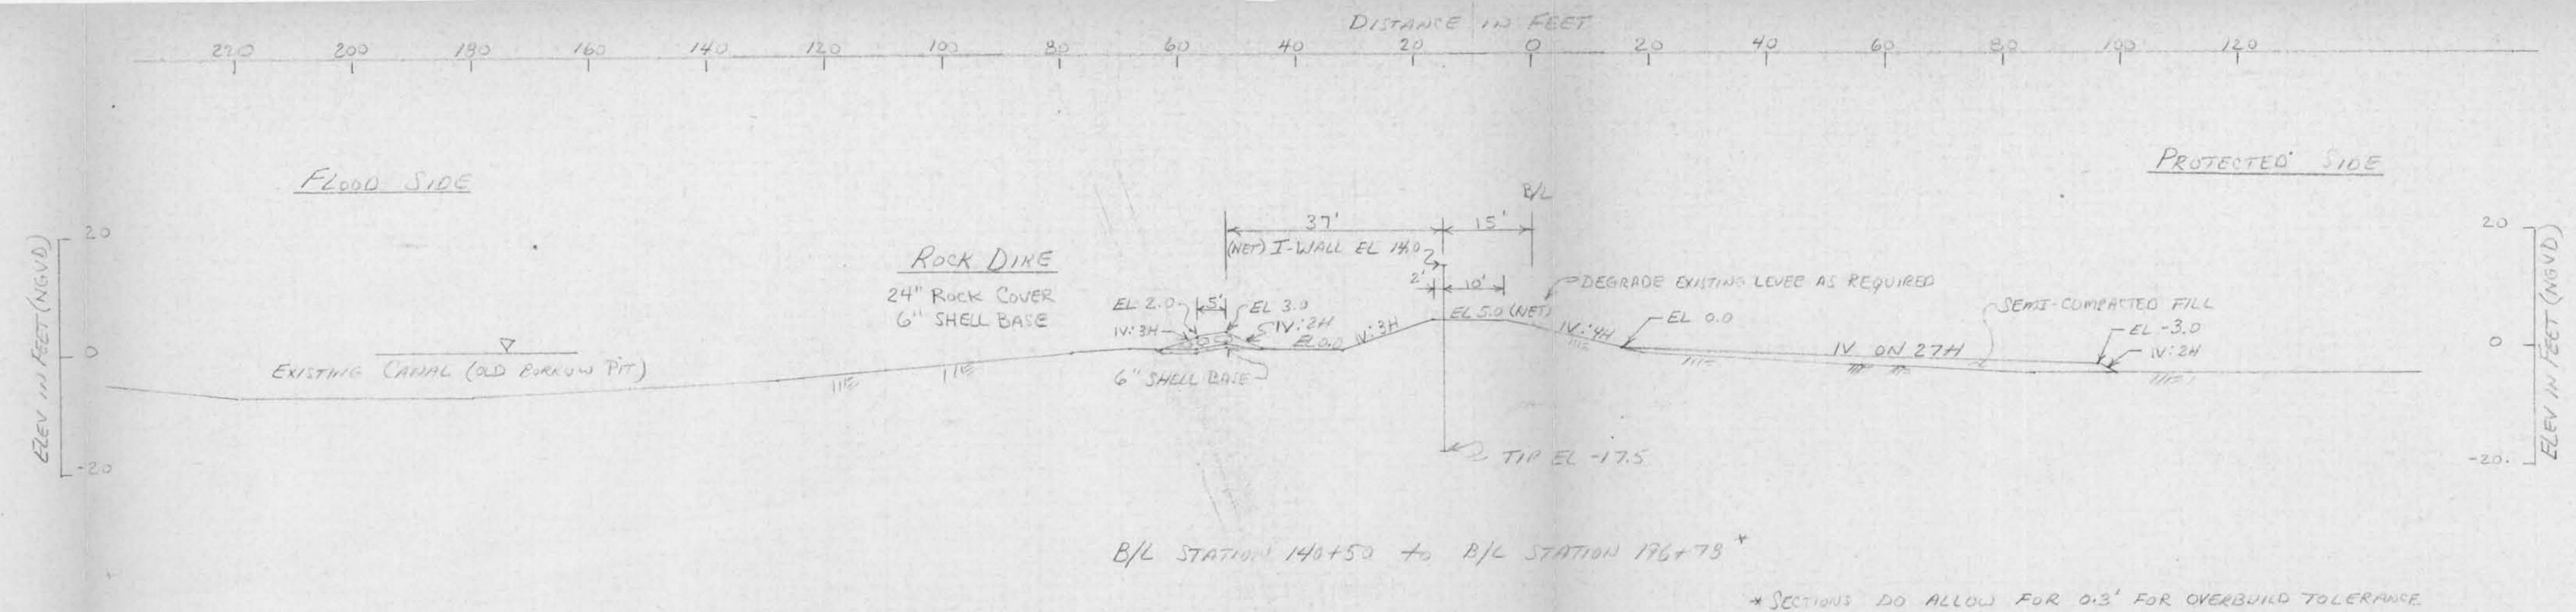 DISTANCE IN FEET
220 200 180 160 140 120 100 80 60 40 20 0 20 40 60 80 100 120
FLOOD SIDE
PROTECTED SIDE
B/L
37' 15'
(NET) I-WALL EL 14.0
2' 10'
ROCK DIKE
24" ROCK COVER
6" SHELL BASE
EL 2.0 5' EL 3.0
1V:3H 1V:2H
EL 0.0 1V:3H
EL 5.0 (NET)
DEGRADE EXISTING LEVEE AS REQUIRED
1V:4H
EL 0.0
SEMI-COMPACTED FILL
1V ON 27H
EL -3.0
1V:2H
EXISTING CANAL (OLD BORROW PIT)
6" SHELL BASE
TIP EL -17.5
ELEV IN FEET (NGVD)
20
0
-20
20
0
-20.
ELEV IN FEET (NGVD)
B/L STATION 140+50 to B/L STATION 196+78 *
* SECTIONS DO ALLOW FOR 0.3' FOR OVERBUILD TOLERANCE